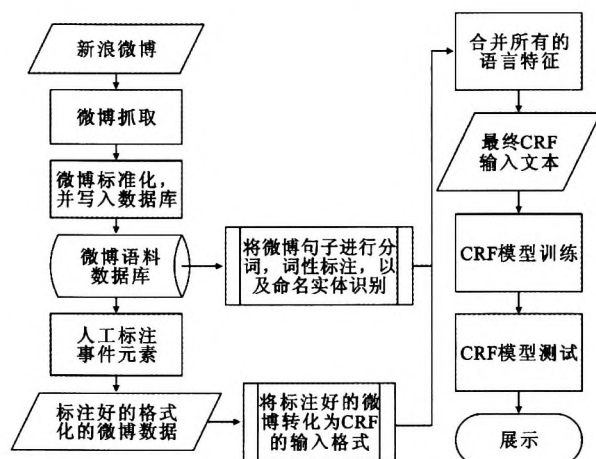 新浪微博
微博抓取
微博标准化，
并写入数据库
微博语料
数据库
人工标注
事件元素
标注好的格式
化的微博数据
将微博句子进行分
词，词性标注，以
及命名实体识别
将标注好的微
博转化为CRF
的输入格式
合并所有的
语言特征
最终CRF
输入文本
CRF模型训练
CRF模型测试
展示